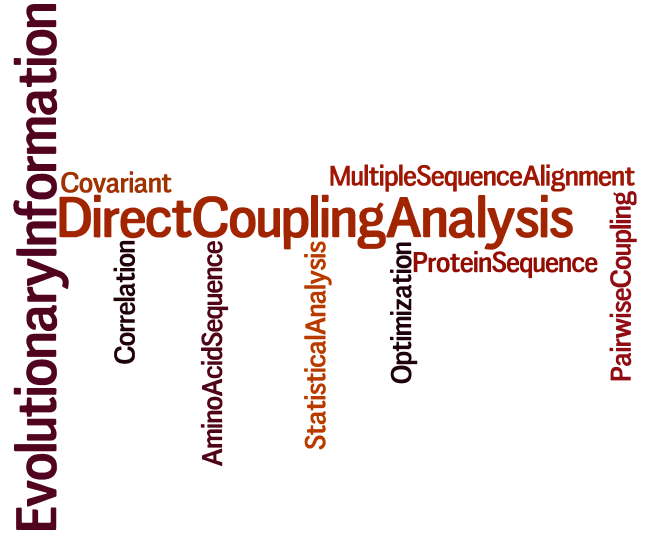 EvolutionaryInformation
Covariant
MultipleSequenceAlignment
DirectCouplingAnalysis
Correlation
AminoAcidSequence
StatisticalAnalysis
Optimization
ProteinSequence
PairwiseCoupling